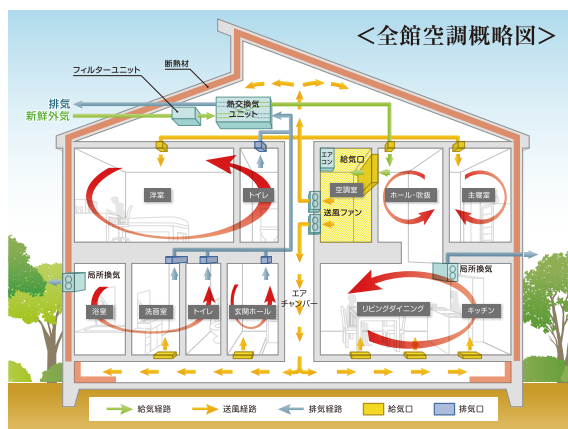 ＜全館空調概略図＞
断熱材
フィルターユニット
排気
新鮮外気
熱交換気
ユニット
エアコン
給気口
洋室
トイレ
空調室
ホール・吹抜
主寝室
送風ファン
局所換気
局所換気
エア
チャンバー
浴室
洗面室
トイレ
玄関ホール
リビングダイニング
キッチン
給気経路
送風経路
排気経路
給気口
排気口